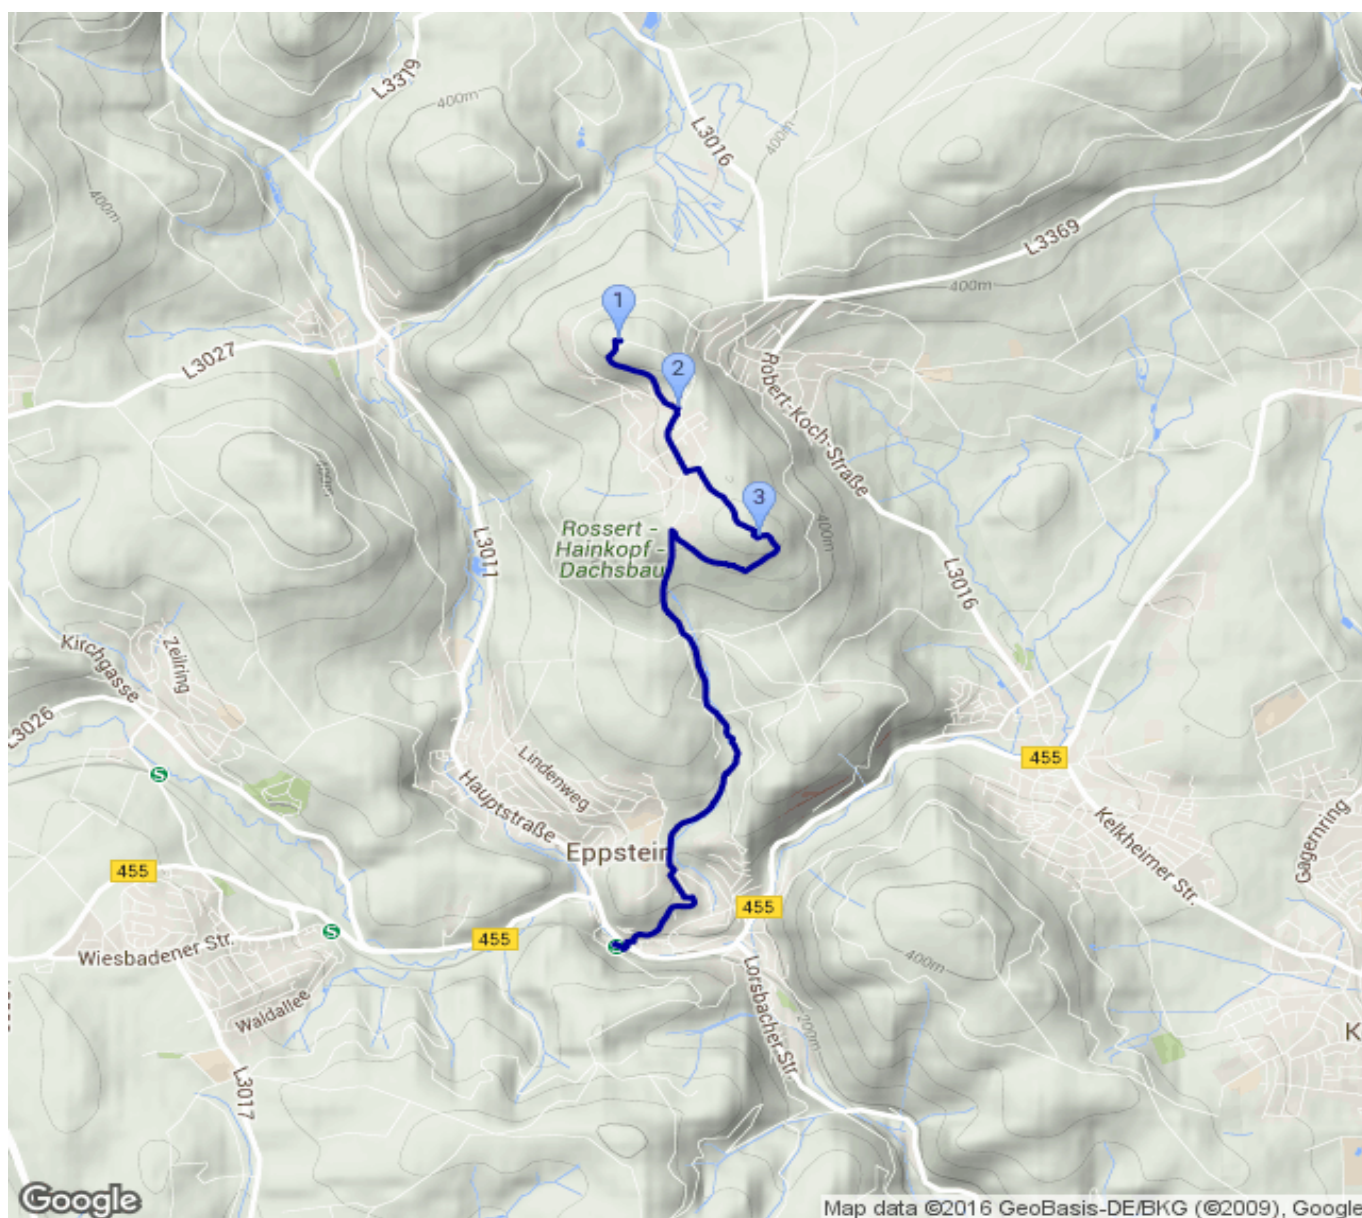 L3319
400m
L3016
400m
400m
L3369
400m
1
L3027
2
Robert-Koch-Straße
400m
3
400m
L3011
Rossert -
Hainkopf -
Dachsbau
L3016
Kirchgasse
Zeilring
L3026
S
Lindenweg
455
Hauptstraße
Kelkheimer Str.
Gagernring
Eppstein
455
455
S
455
Wiesbadener Str.
S
400m
Waldallee
Lorsbacher Str.
200m
K
L3017
Google
Map data ©2016 GeoBasis-DE/BKG (©2009), Google